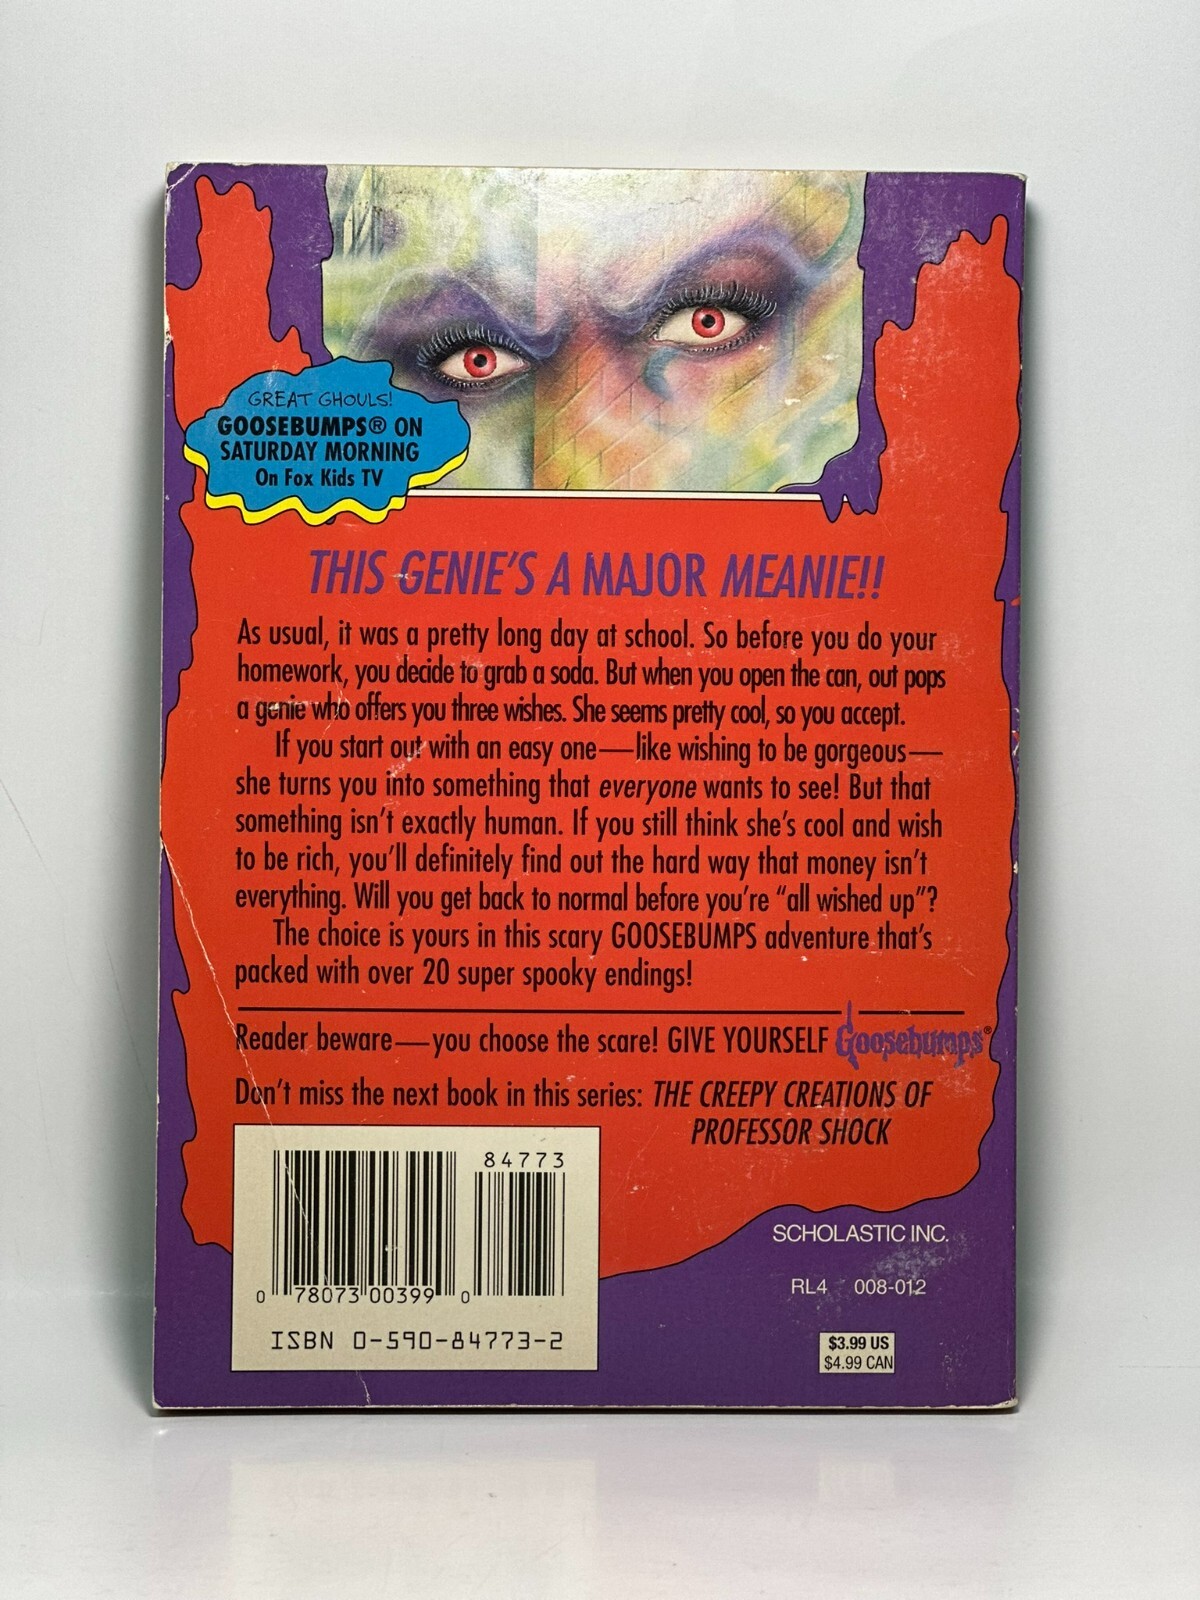 GREAT GHOULS!
GOOSEBUMPS® ON
SATURDAY MORNING
On Fox Kids TV
THIS GENIE'S A MAJOR MEANIE!!
As usual, it was a pretty long day at school. So before you do your
homework, you decide to grab a soda. But when you open the can, out pops
a genie who offers you three wishes. She seems pretty cool, so you accept.
If you start out with an easy one—like wishing to be gorgeous—
she turns you into something that everyone wants to see! But that
something isn't exactly human. If you still think she's cool and wish
to be rich, you'll definitely find out the hard way that money isn't
everything. Will you get back to normal before you're "all wished up"?
The choice is yours in this scary GOOSEBUMPS adventure that's
packed with over 20 super spooky endings!
Reader beware—you choose the scare! GIVE YOURSELF Goosebumps®
Don't miss the next book in this series: THE CREEPY CREATIONS OF
PROFESSOR SHOCK
84773
0 78073 00399 0
ISBN 0-590-84773-2
SCHOLASTIC INC.
RL4 008-012
$3.99 US
$4.99 CAN